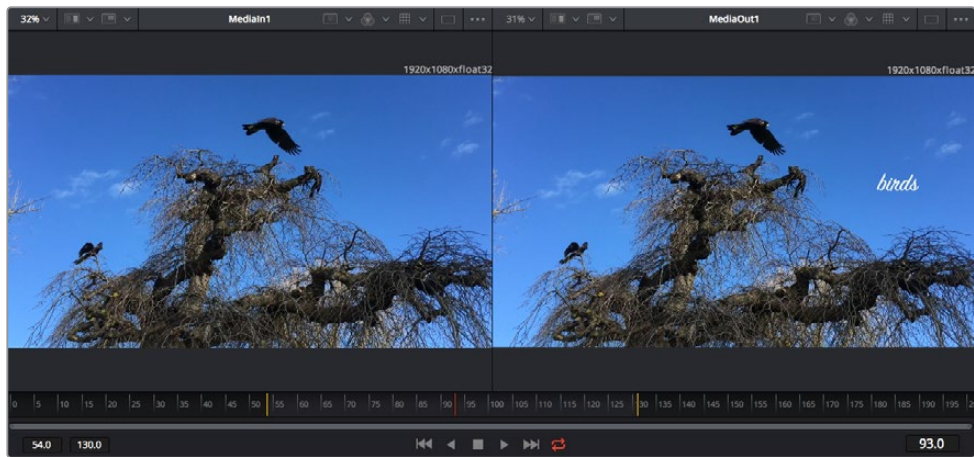 32% MediaIn1
31% MediaOut1
1920x1080xfloat32
1920x1080xfloat32
birds
0 5 10 15 20 25 30 35 40 45 50 55 60 65 70 75 80 85 90 95 100 105 110 115 120 125 130 135 140 145 150 155 160 165 170 175 180 185 190 195
54.0 130.0 93.0